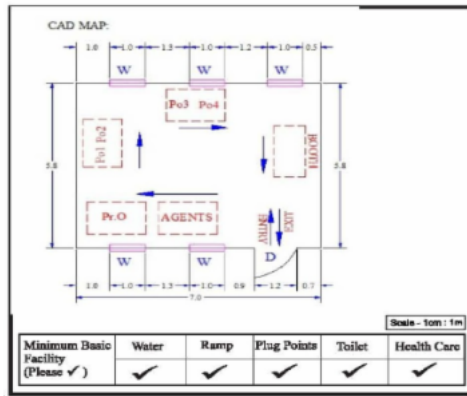 CAD MAP:
1.0 1.0 1.3 1.0 1.2 1.0 0.5
W W W
Po3 Po4
Po1 Po2
BOOTH
5.8 5.8
Pr.O AGENTS
ENTRY EXIT
W W D
1.0 1.0 1.3 1.0 0.9 1.2 0.7
7.0
Scale - 1cm : 1m
Minimum Basic Facility (Please ✓) Water Ramp Plug Points Toilet Health Care
✓ ✓ ✓ ✓ ✓